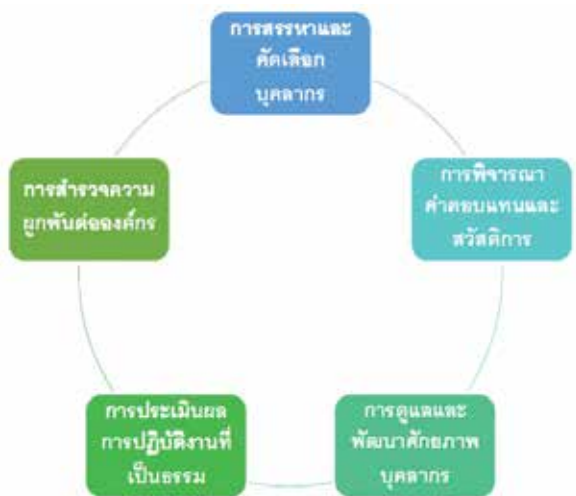 การสรรหาและ
คัดเลือก
บุคลากร
การพิจารณา
ค่าตอบแทนและ
สวัสดิการ
การดูแลและ
พัฒนาศักยภาพ
บุคลากร
การประเมินผล
การปฏิบัติงานที่
เป็นธรรม
การสำรวจความ
ผูกพันต่อองค์กร